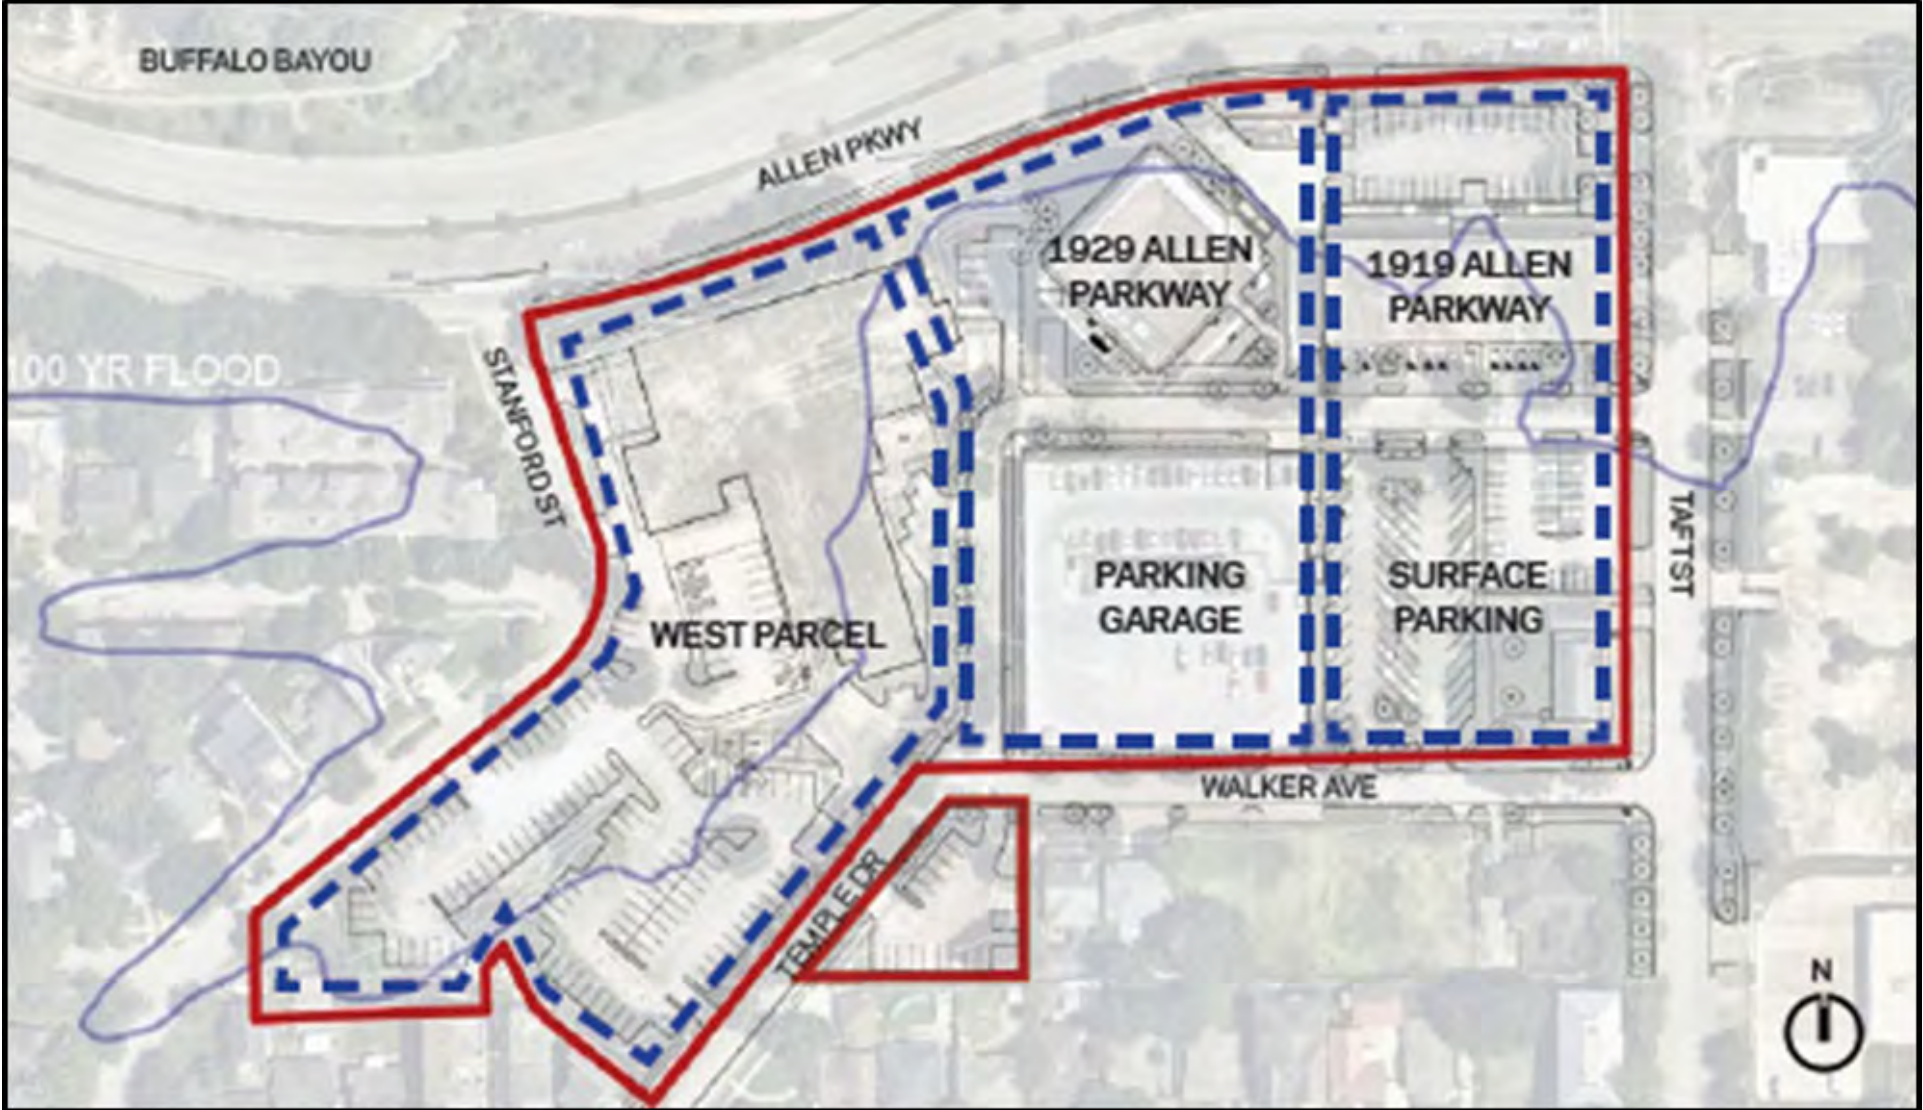 BUFFALO BAYOU
ALLEN PKWY
1929 ALLEN
PARKWAY
1919 ALLEN
PARKWAY
100 YR FLOOD
STANFORD ST
WEST PARCEL
PARKING
GARAGE
SURFACE
PARKING
TAFT ST
WALKER AVE
TEMPLE DR
N